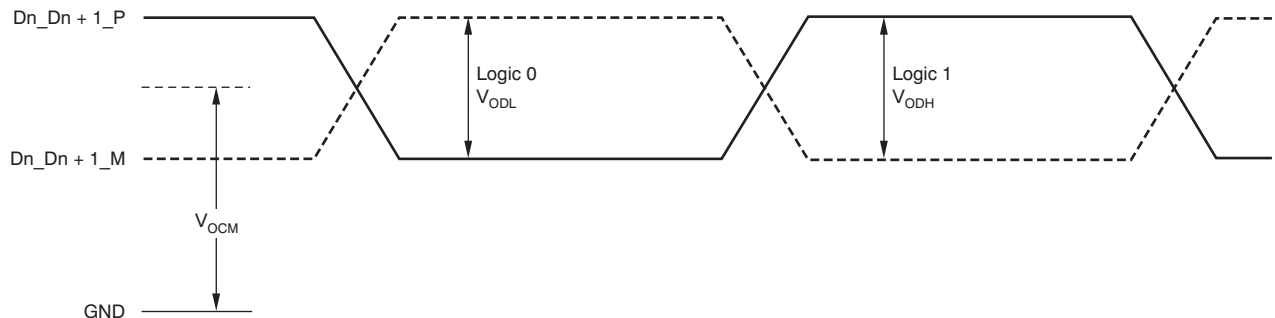 Dn_Dn + 1_P
Logic 0
V_ODL
Logic 1
V_ODH
Dn_Dn + 1_M
V_OCM
GND